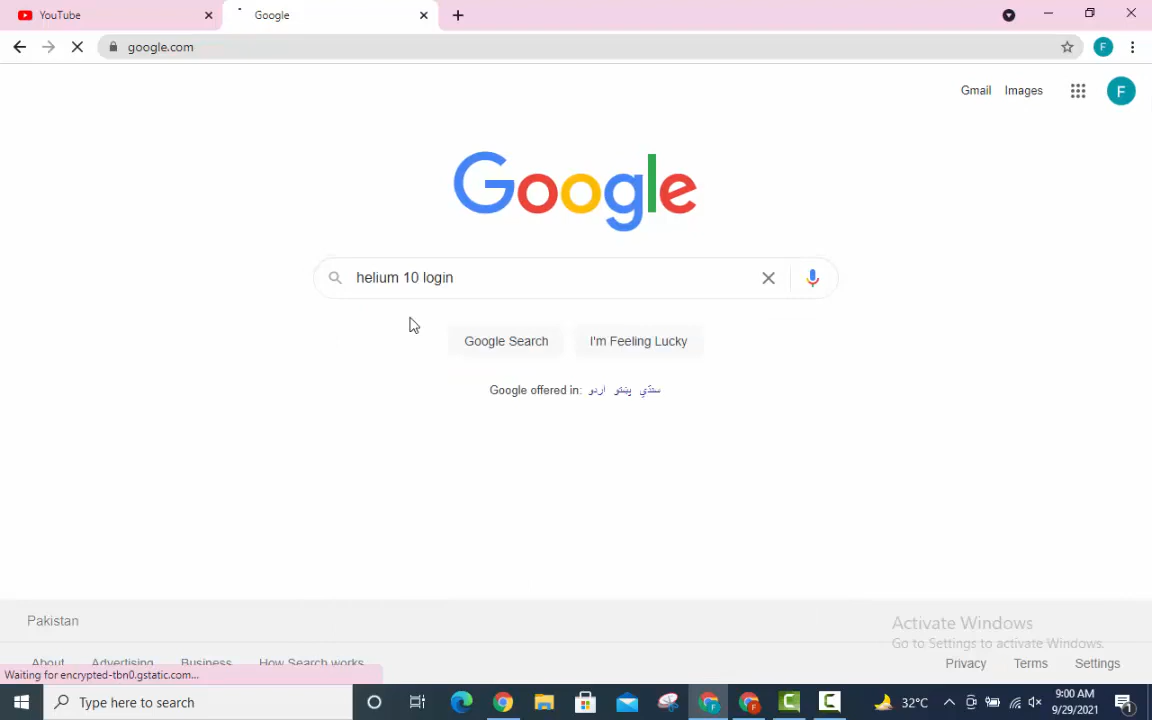 YouTube
Google
google.com
F
Gmail
Images
F
Google
helium 10 login
Google Search
I'm Feeling Lucky
Google offered in: اردو پښتو سنڌي
Pakistan
Activate Windows
Go to Settings to activate Windows.
About
Advertising
Business
How Search works
Privacy
Terms
Settings
Waiting for encrypted-tbn0.gstatic.com...
Type here to search
32°C
9:00 AM
9/29/2021
1